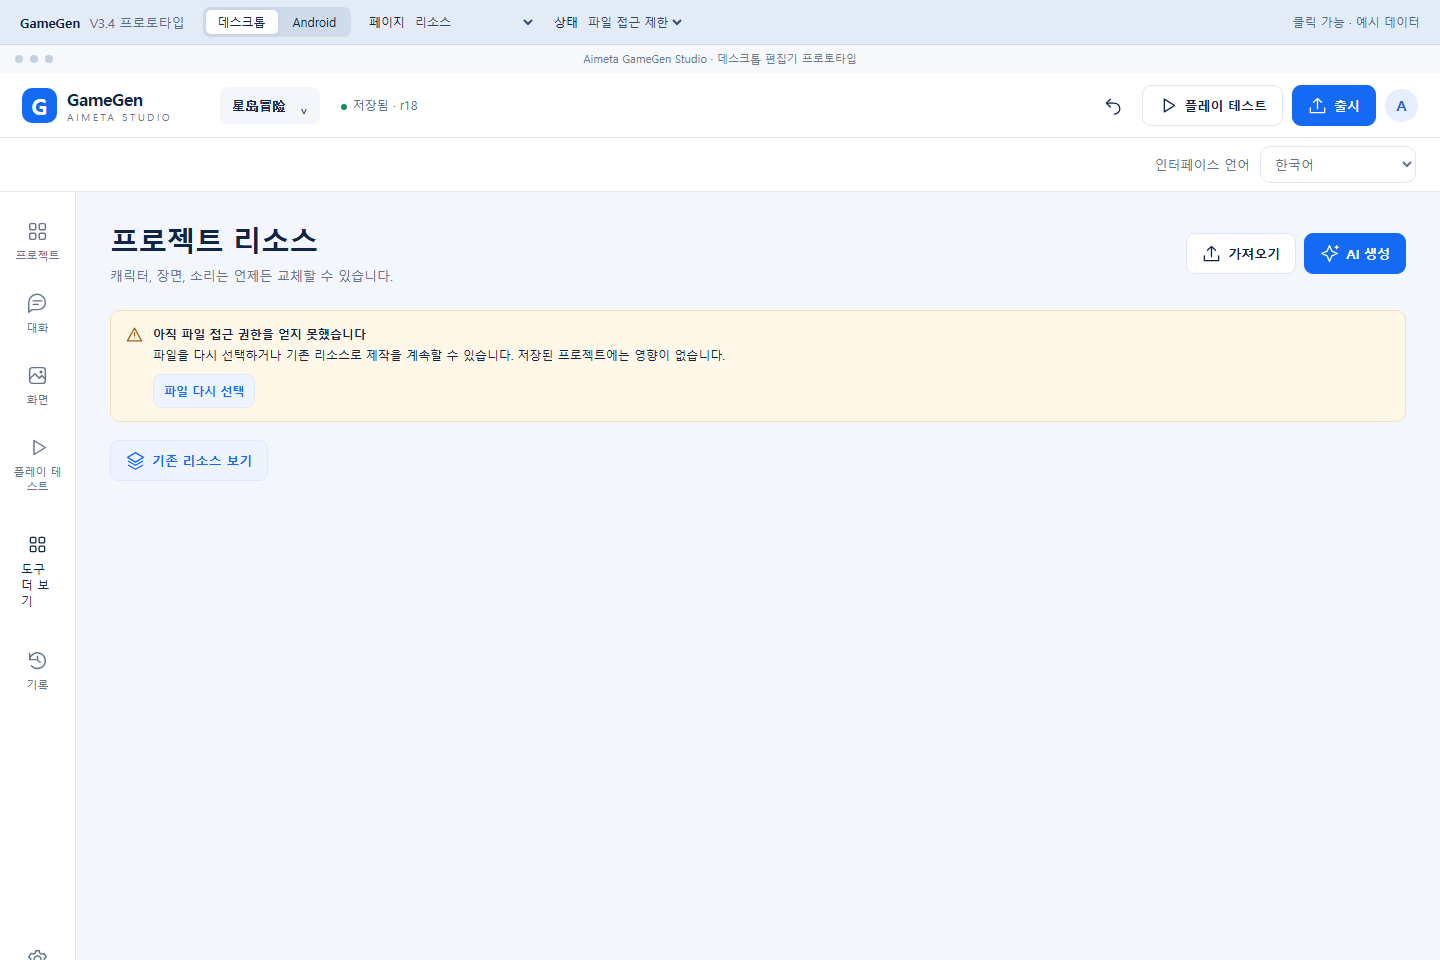 GameGen V3.4 프로토타입 데스크톱 Android 페이지 리소스 상태 파일 접근 제한 클릭 가능 · 예시 데이터
Aimeta GameGen Studio · 데스크톱 편집기 프로토타입
G GameGen
AIMETA STUDIO
星岛冒险 저장됨 · r18 플레이 테스트 출시 A
인터페이스 언어 한국어
프로젝트
대화
화면
플레이 테
스트
도구
더 보
기
기록
프로젝트 리소스
캐릭터, 장면, 소리는 언제든 교체할 수 있습니다.
가져오기 AI 생성
아직 파일 접근 권한을 얻지 못했습니다
파일을 다시 선택하거나 기존 리소스로 제작을 계속할 수 있습니다. 저장된 프로젝트에는 영향이 없습니다.
파일 다시 선택
기존 리소스 보기